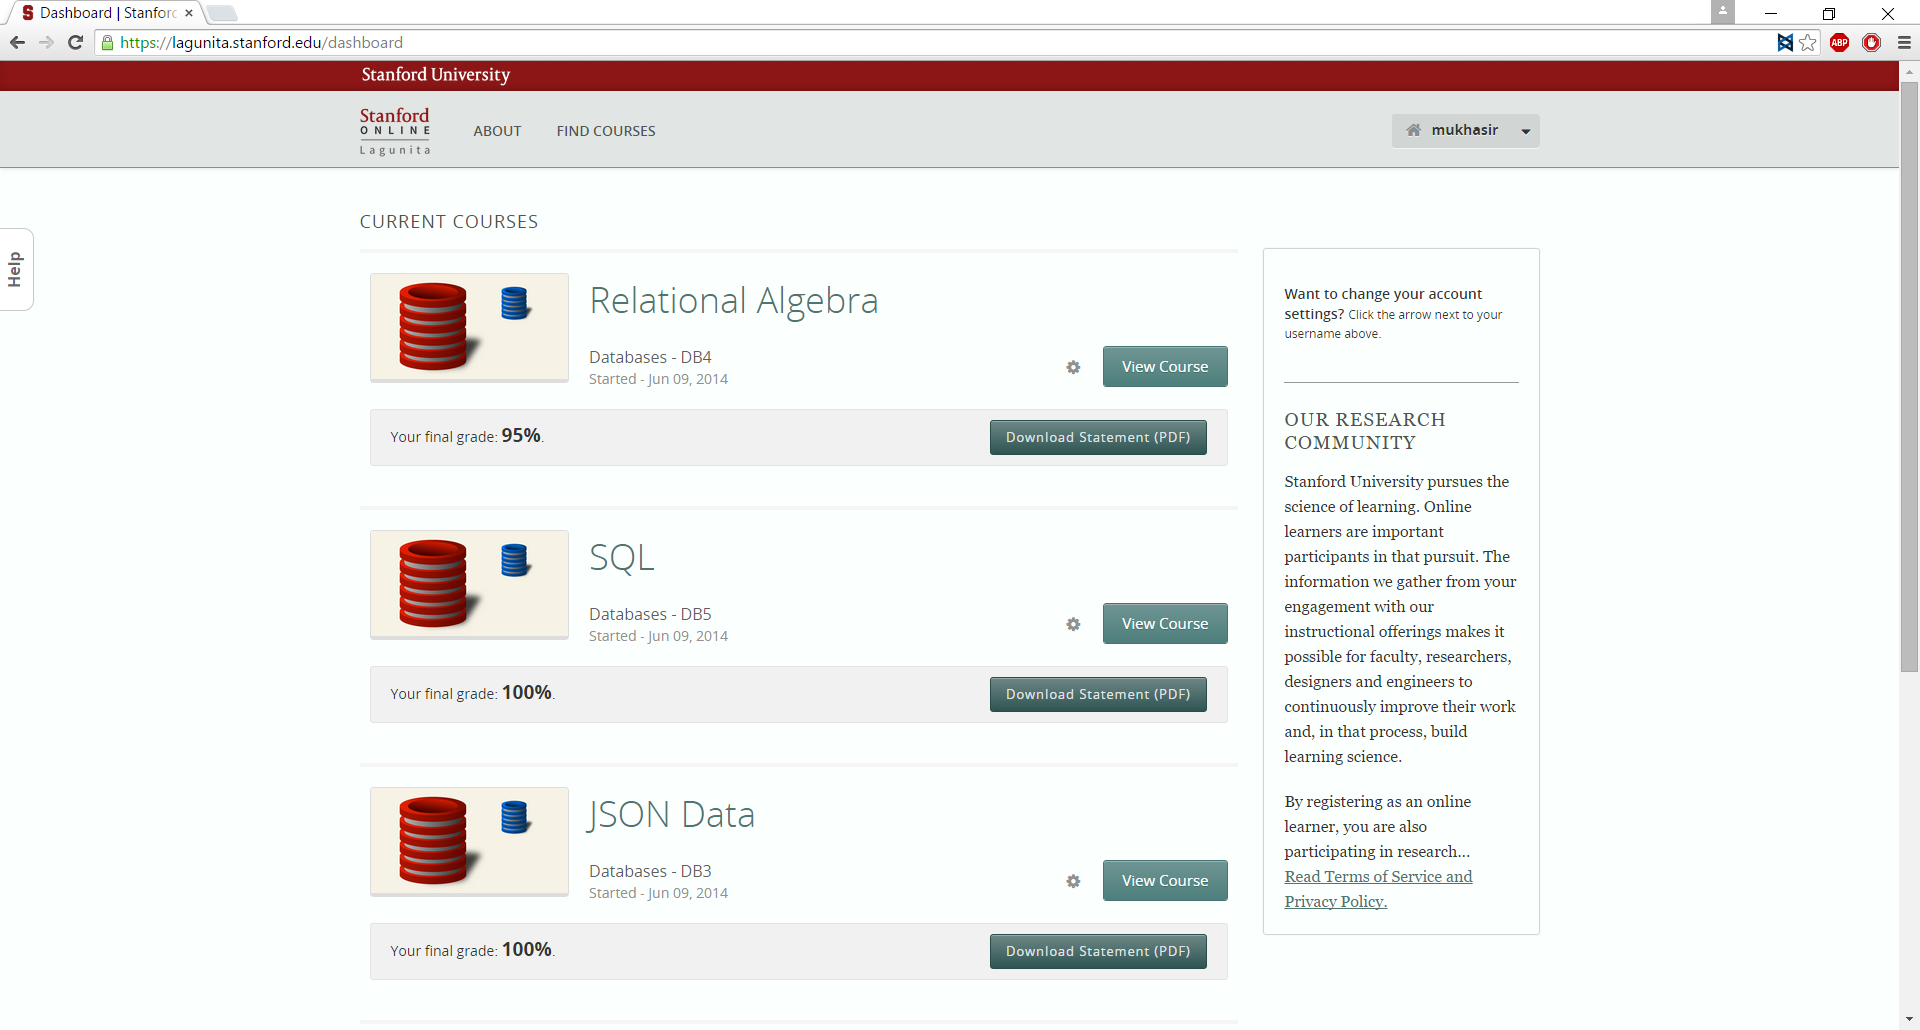 Dashboard | Stanford
https://lagunita.stanford.edu/dashboard
ABP
Stanford University
Stanford
ONLINE
Lagunita
ABOUT
FIND COURSES
mukhasir
Help
CURRENT COURSES
Relational Algebra
Databases - DB4
Started - Jun 09, 2014
View Course
Your final grade: 95%.
Download Statement (PDF)
SQL
Databases - DB5
Started - Jun 09, 2014
View Course
Your final grade: 100%.
Download Statement (PDF)
JSON Data
Databases - DB3
Started - Jun 09, 2014
View Course
Your final grade: 100%.
Download Statement (PDF)
Want to change your account
settings? Click the arrow next to your
username above.
OUR RESEARCH
COMMUNITY
Stanford University pursues the
science of learning. Online
learners are important
participants in that pursuit. The
information we gather from your
engagement with our
instructional offerings makes it
possible for faculty, researchers,
designers and engineers to
continuously improve their work
and, in that process, build
learning science.
By registering as an online
learner, you are also
participating in research...
Read Terms of Service and
Privacy Policy.